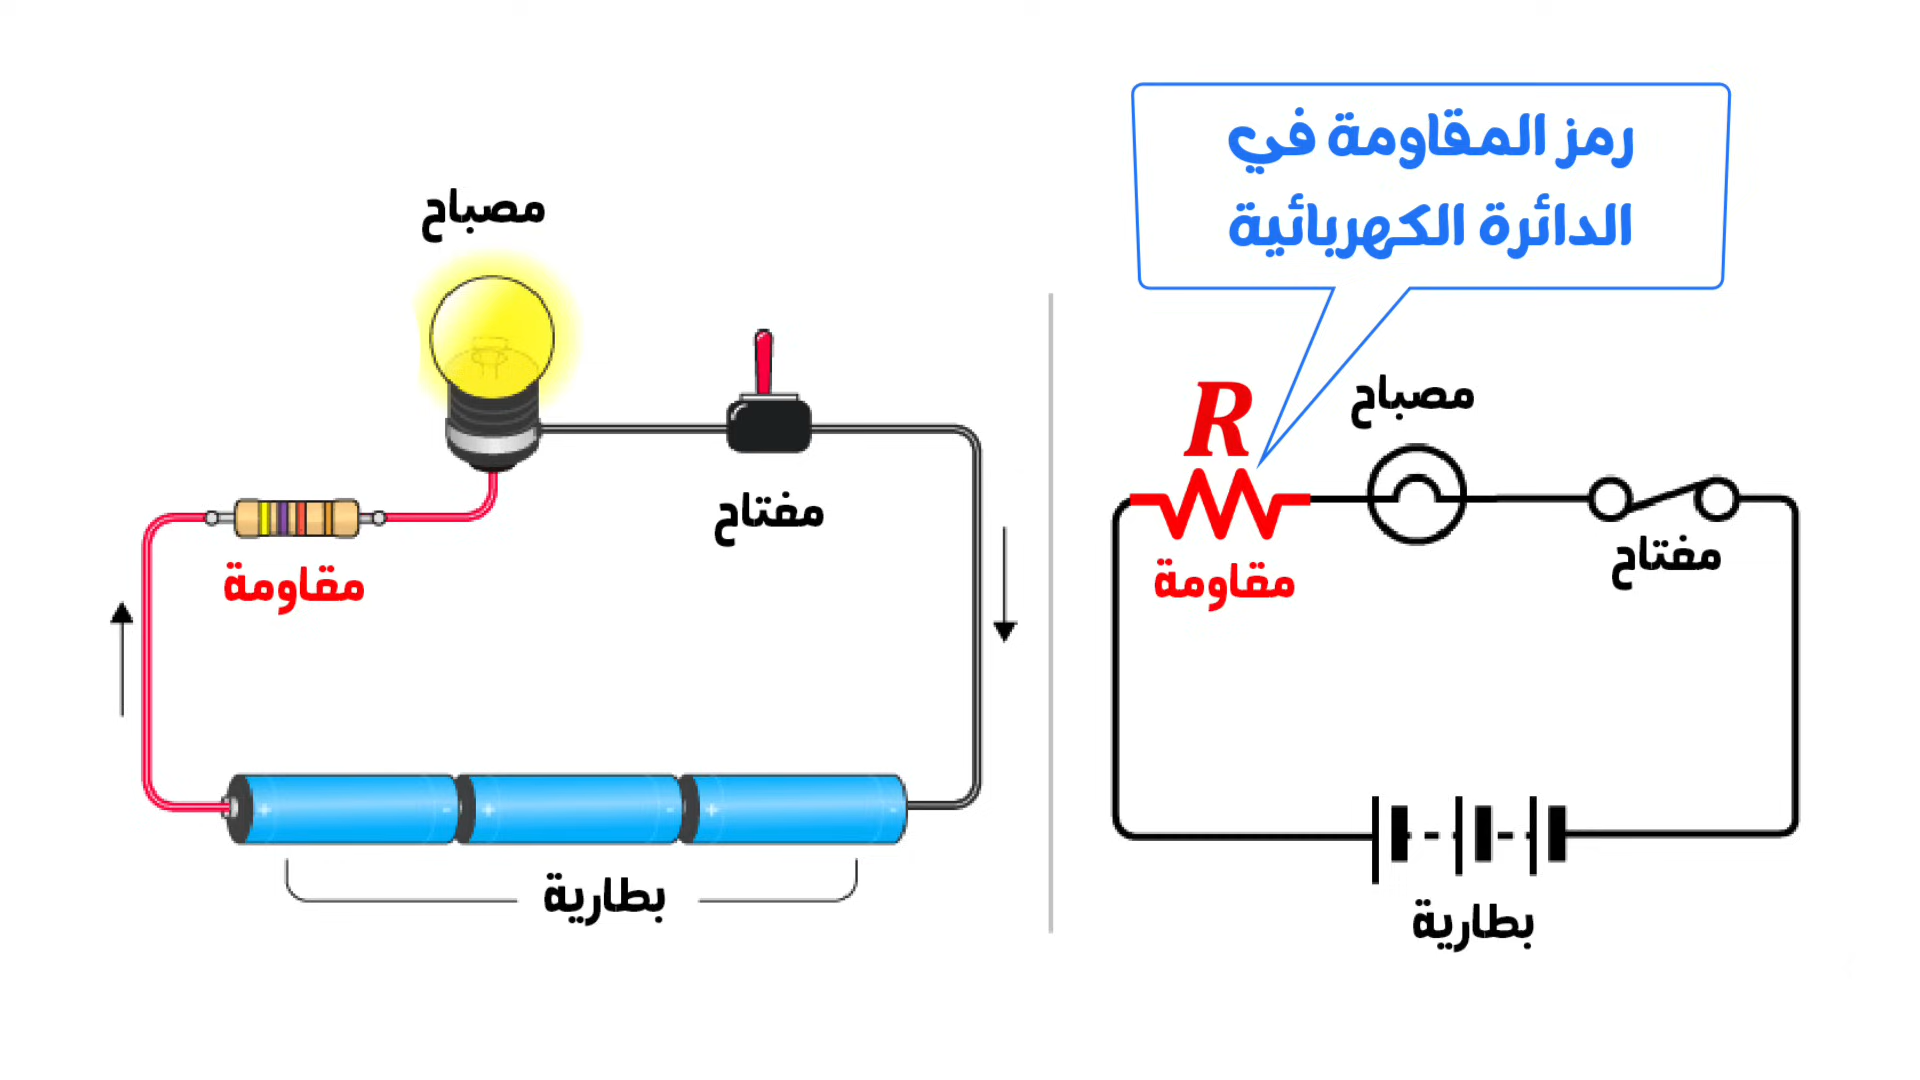 رمز المقاومة في
الدائرة الكهربائية
R
مصباح
مفتاح
مقاومة
بطارية
مصباح
مفتاح
مقاومة
+ - + - + -
بطارية